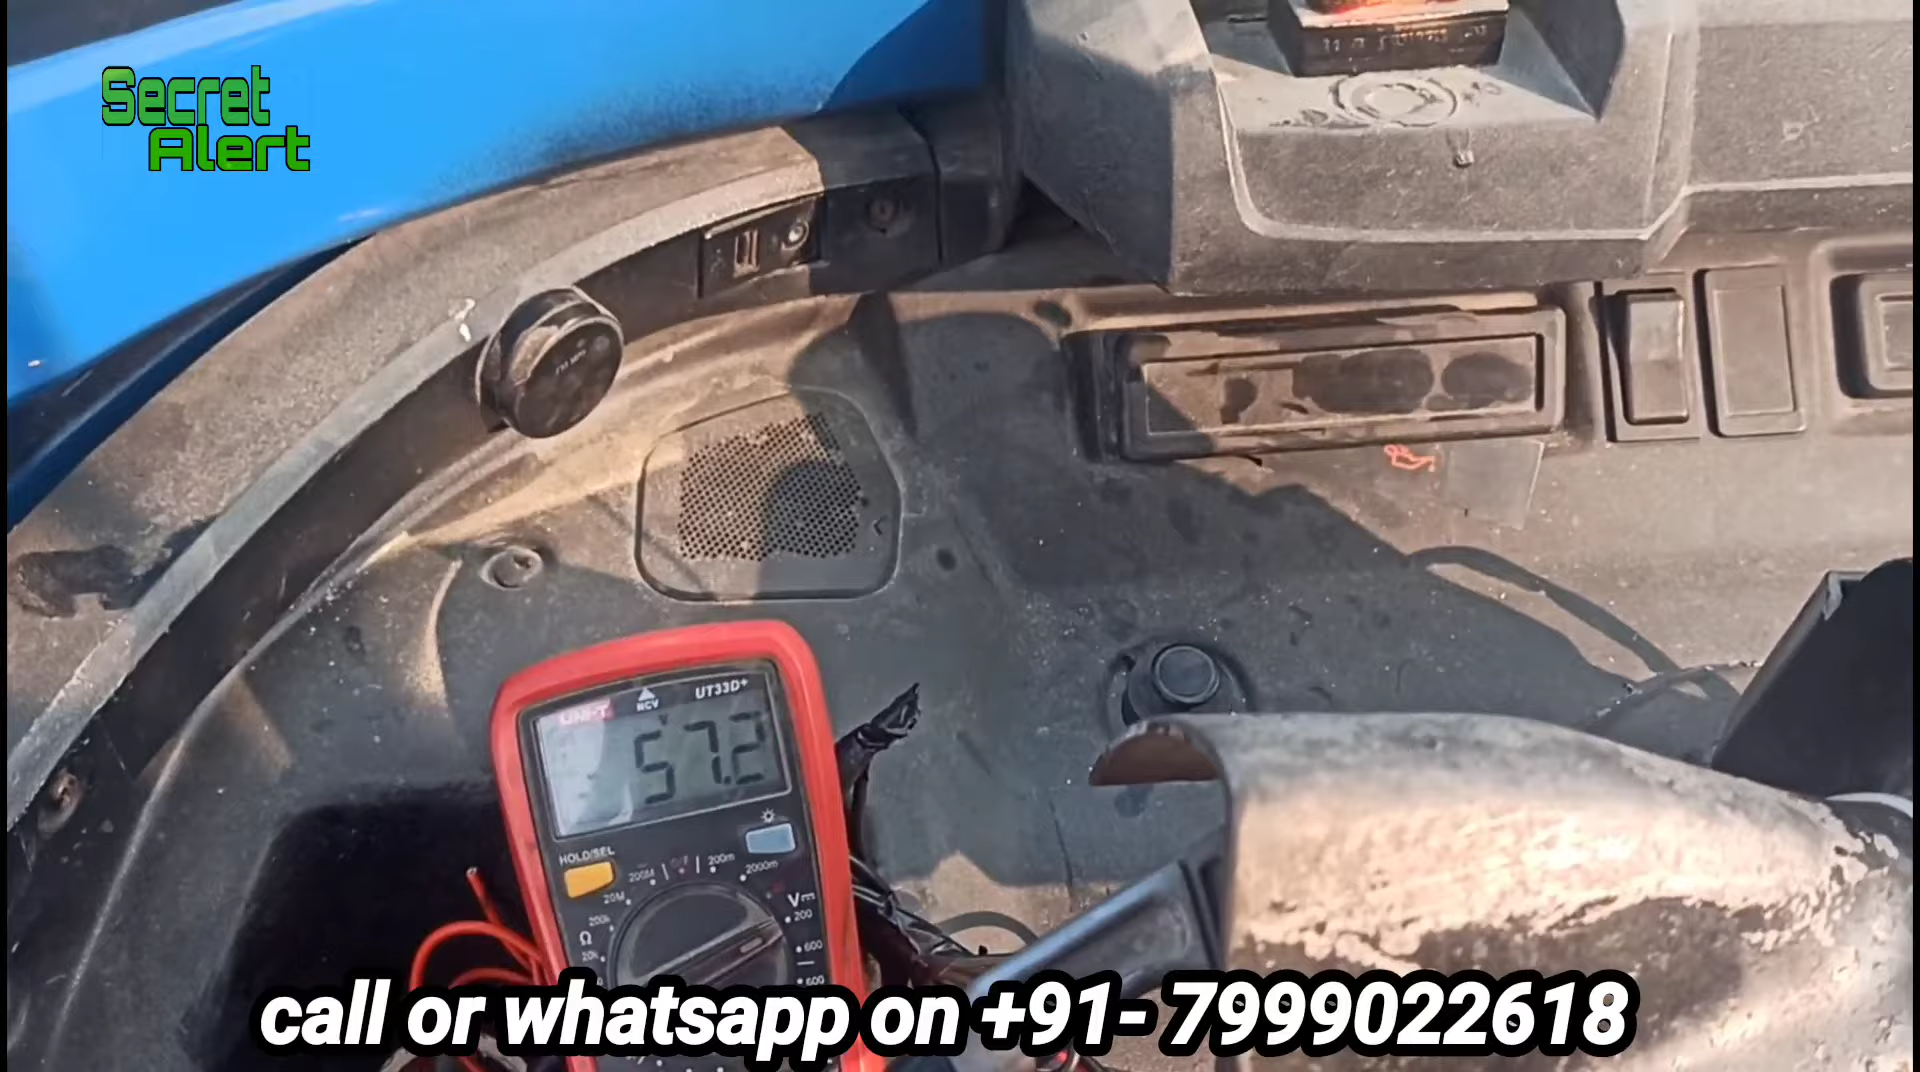 Secret
Alert
UNI-T
NCV
UT33D+
57.2
HOLD/SEL
200M
200m
2000m
20M
200k
Ω
20k
V
200
600
600
call or whatsapp on +91- 7999022618